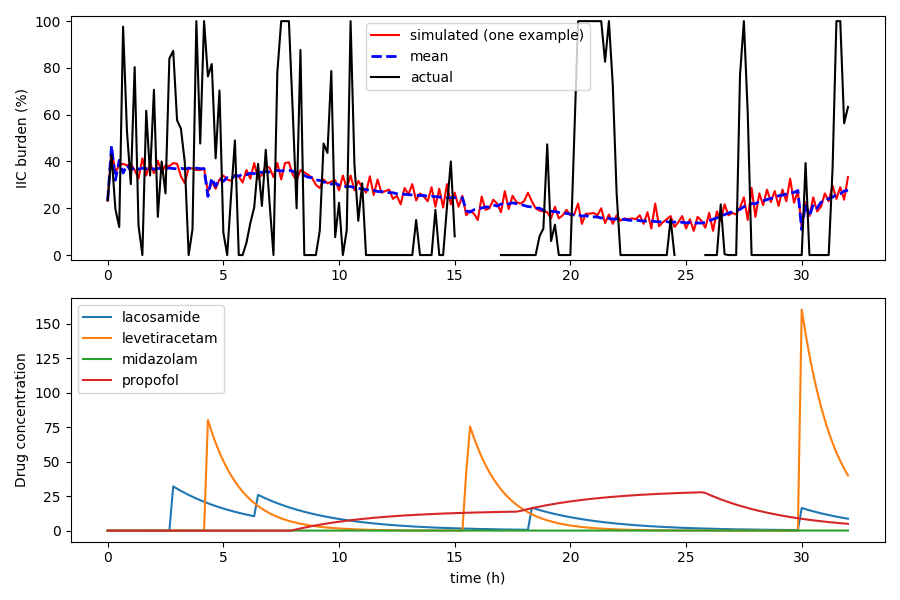 100
80
60
40
20
0
IIC burden (%)
simulated (one example)
mean
actual
0 5 10 15 20 25 30
150
125
100
75
50
25
0
Drug concentration
lacosamide
levetiracetam
midazolam
propofol
0 5 10 15 20 25 30
time (h)